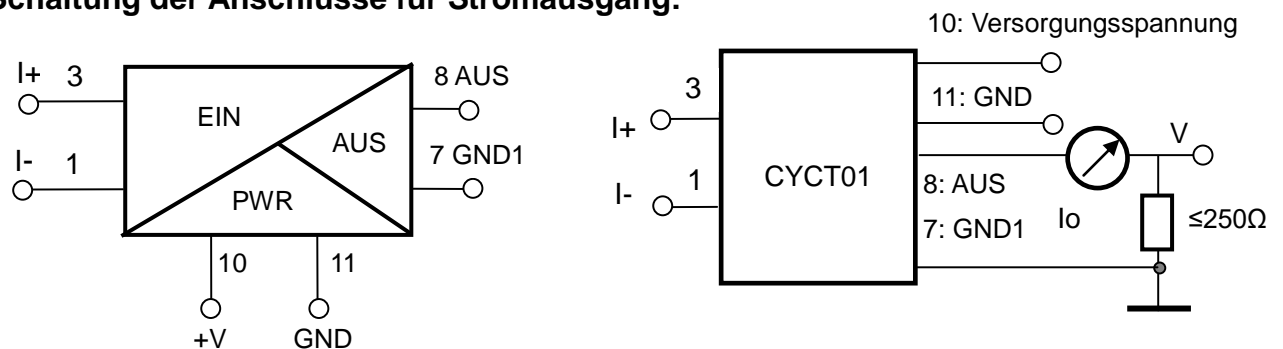 Schaltung der Anschlüsse für Stromausgang:
I+ 3
EIN
8 AUS
AUS
I- 1
7 GND1
PWR
10
11
+V
GND
10: Versorgungsspannung
3
I+
11: GND
V
CYCT01
1
I-
8: AUS
Io
≤250Ω
7: GND1